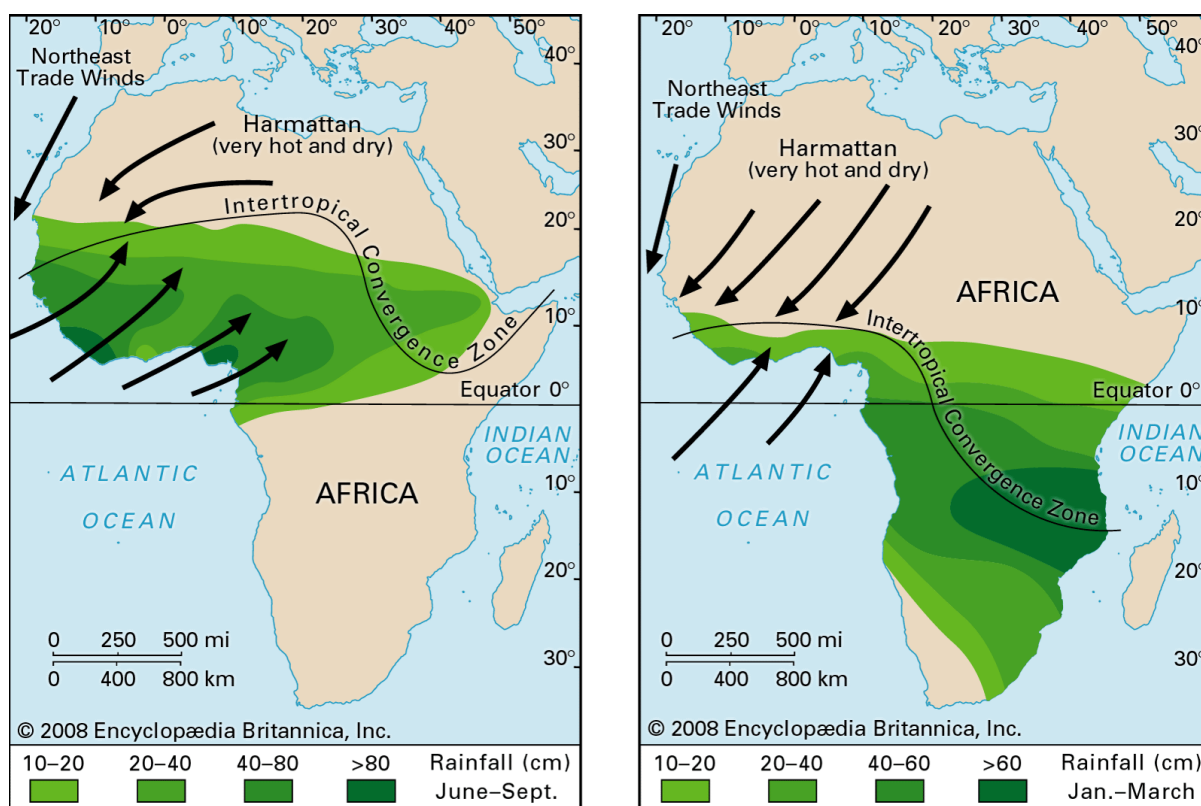 20° 10° 0° 10° 20° 30° 40° 50°
Northeast
Trade Winds
40°
Harmattan
(very hot and dry)
30°
Intertropical Convergence Zone
20°
10°
Equator 0°
INDIAN
OCEAN
ATLANTIC
OCEAN
AFRICA
10°
20°
0 250 500 mi
0 400 800 km
30°
© 2008 Encyclopædia Britannica, Inc.
10–20 20–40 40–80 >80 Rainfall (cm)
June–Sept.
20° 10° 0° 10° 20° 30° 40° 50°
40°
Northeast
Trade Winds
30°
Harmattan
(very hot and dry)
20°
AFRICA
10°
Intertropical Convergence Zone
Equator 0°
INDIAN
OCEAN
ATLANTIC
OCEAN
10°
20°
0 250 500 mi
0 400 800 km
30°
© 2008 Encyclopædia Britannica, Inc.
10–20 20–40 40–60 >60 Rainfall (cm)
Jan.–March